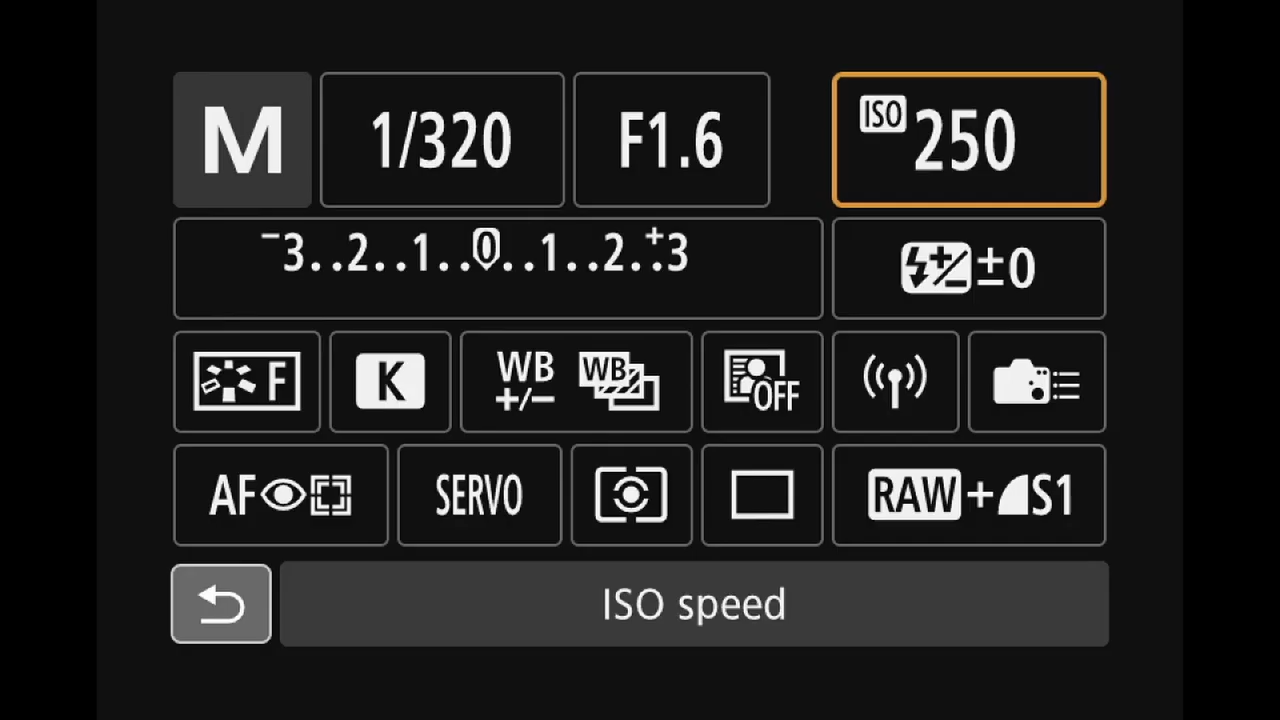 M 1/320 F1.6 ISO 250
-3..2..1..0..1..2..+3 ±0
F K WB +/- WB OFF
AF SERVO RAW+S1
ISO speed